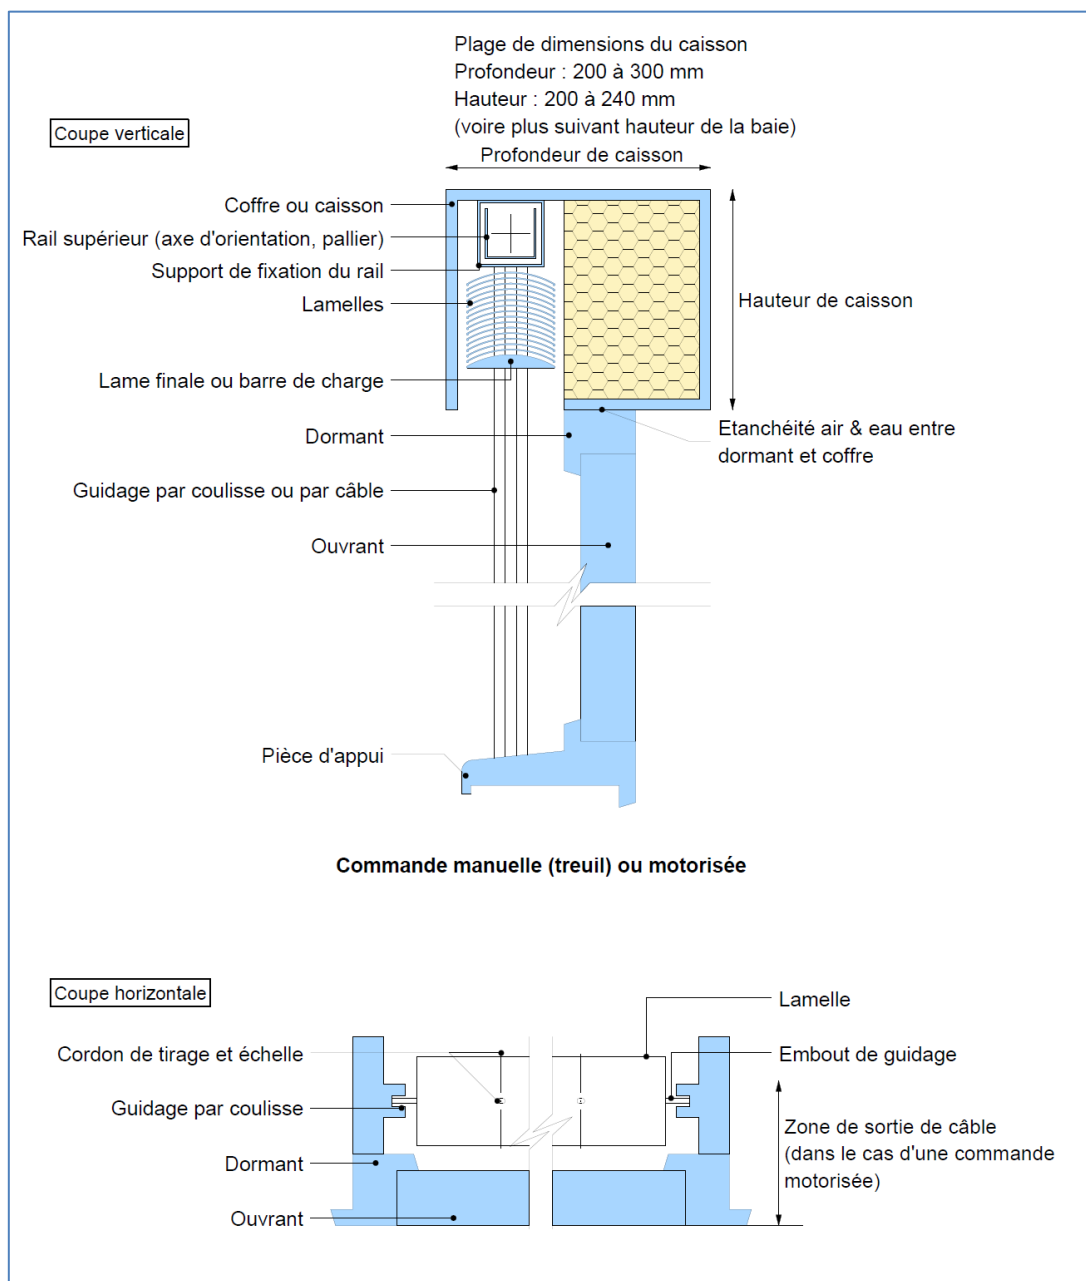 Plage de dimensions du caisson
Profondeur : 200 à 300 mm
Hauteur : 200 à 240 mm
(voire plus suivant hauteur de la baie)
Coupe verticale
Profondeur de caisson
Coffre ou caisson
Rail supérieur (axe d'orientation, pallier)
Support de fixation du rail
Lamelles
Hauteur de caisson
Lame finale ou barre de charge
Etanchéité air & eau entre
dormant et coffre
Dormant
Guidage par coulisse ou par câble
Ouvrant
Pièce d'appui
Commande manuelle (treuil) ou motorisée
Coupe horizontale
Lamelle
Cordon de tirage et échelle
Embout de guidage
Guidage par coulisse
Zone de sortie de câble
(dans le cas d'une commande
motorisée)
Dormant
Ouvrant